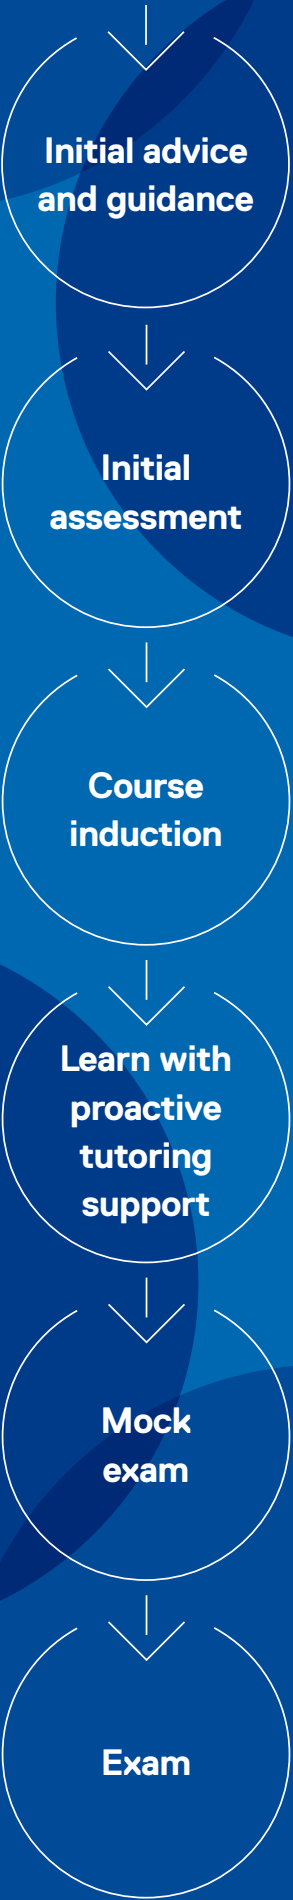 Initial advice
and guidance
Initial
assessment
Course
induction
Learn with
proactive
tutoring
support
Mock
exam
Exam